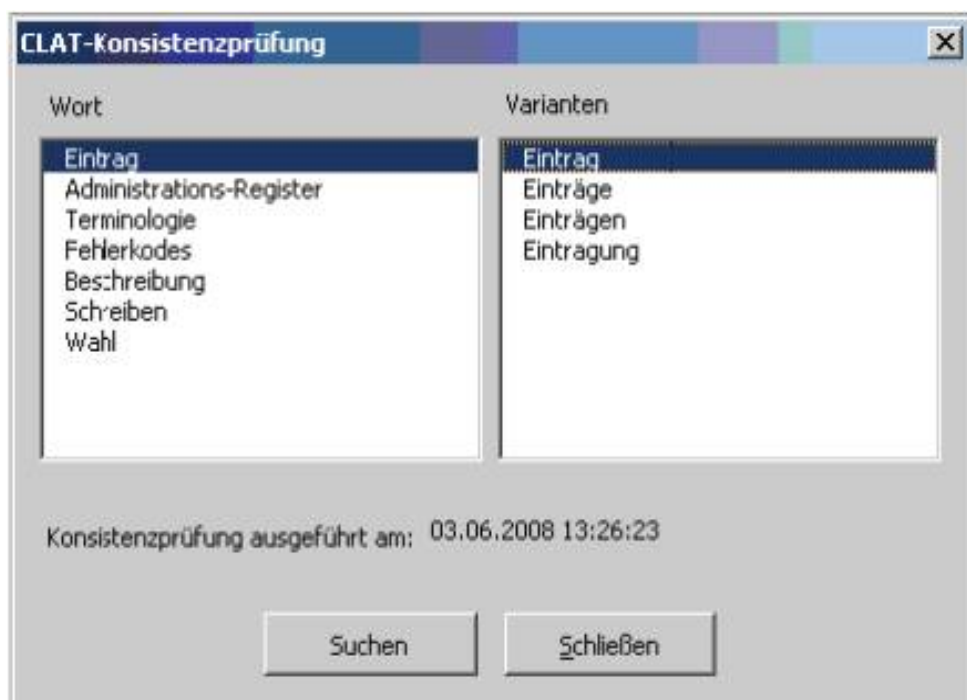 CLAT-Konsistenzprüfung
Wort
Varianten
Eintrag
Administrations-Register
Terminologie
Fehlerkodes
Beschreibung
Schreiben
Wahl
Eintrag
Einträge
Einträgen
Eintragung
Konsistenzprüfung ausgeführt am: 03.06.2008 13:26:23
Suchen
Schließen